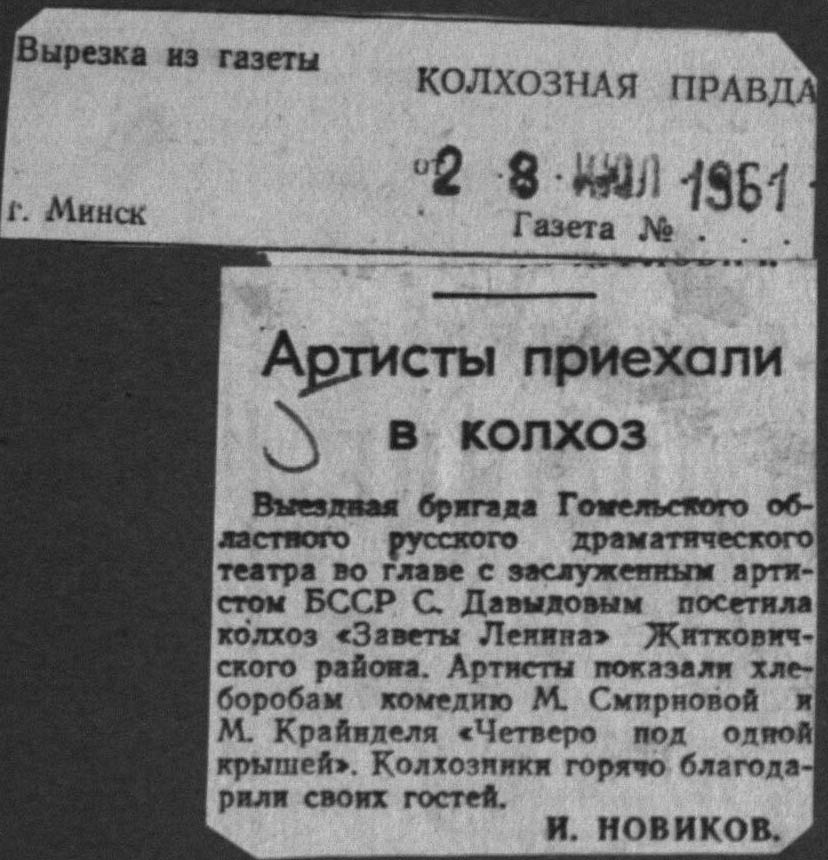 Вырезка из газеты
КОЛХОЗНАЯ ПРАВДА
от 2 8 ИЮЛ 1961
г. Минск
Газета № . . .
Артисты приехали
в колхоз
Выездная бригада Гомельского об-
ластного русского драматического
театра во главе с заслуженным арти-
стом БССР С. Давыдовым посетила
колхоз «Заветы Ленина» Житкович-
ского района. Артисты показали хле-
боробам комедию М. Смирновой и
М. Крайнделя «Четверо под одной
крышей». Колхозники горячо благода-
рили своих гостей.
И. НОВИКОВ.